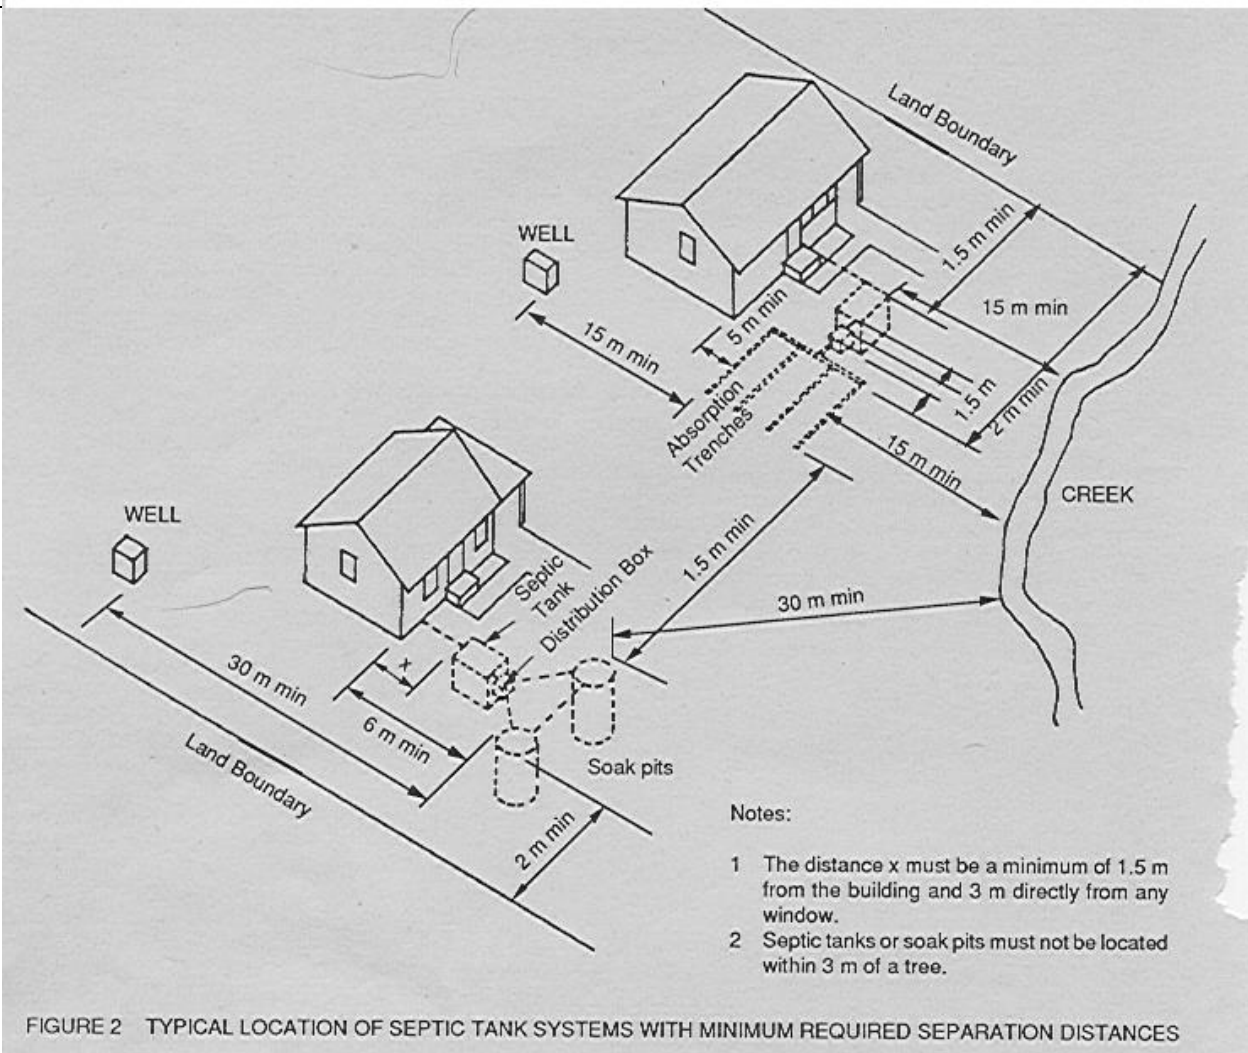 Land Boundary
WELL
1.5 m min
15 m min
5 m min
15 m min
1.5 m
2 m min
Absorption
Trenches
15 m min
CREEK
WELL
1.5 m min
Septic
Tank
Distribution Box
30 m min
x
30 m min
6 m min
Land Boundary
Soak pits
2 m min
Notes:
1 The distance x must be a minimum of 1.5 m
from the building and 3 m directly from any
window.
2 Septic tanks or soak pits must not be located
within 3 m of a tree.
FIGURE 2 TYPICAL LOCATION OF SEPTIC TANK SYSTEMS WITH MINIMUM REQUIRED SEPARATION DISTANCES